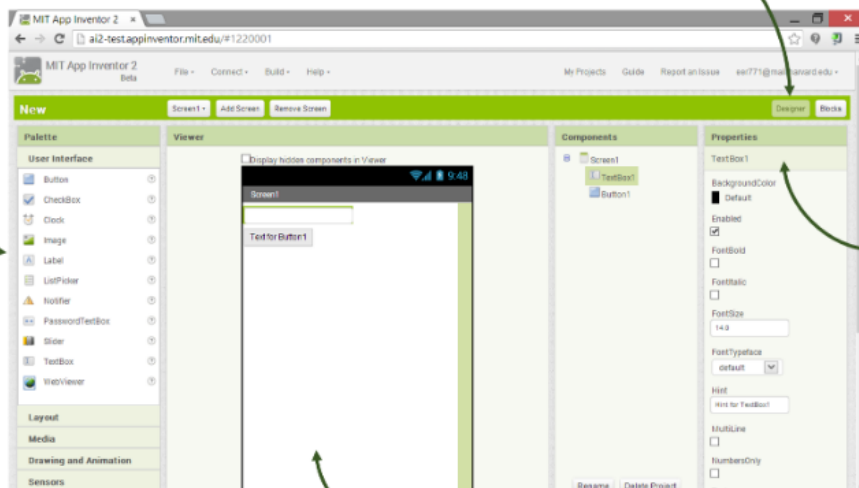 MIT App Inventor 2
ai2-test.appinventor.mit.edu/#1220001
MIT App Inventor 2
Beta
File Connect Build Help
My Projects Guide Report an Issue
New
Screen1 Add Screen Remove Screen
Designer Blocks
Palette
User Interface
Button
CheckBox
Clock
Image
Label
ListPicker
Notifier
PasswordTextBox
Slider
TextBox
WebViewer
Layout
Media
Drawing and Animation
Sensors
Viewer
Display hidden components in Viewer
9:48
Screen1
Text for Button1
Components
Screen1
TextBox1
Button1
Rename Delete Project
Properties
TextBox1
BackgroundColor
Default
Enabled
FontBold
FontItalic
FontSize
14.0
FontTypeface
default
Hint
Hint for TextBox1
MultiLine
NumbersOnly